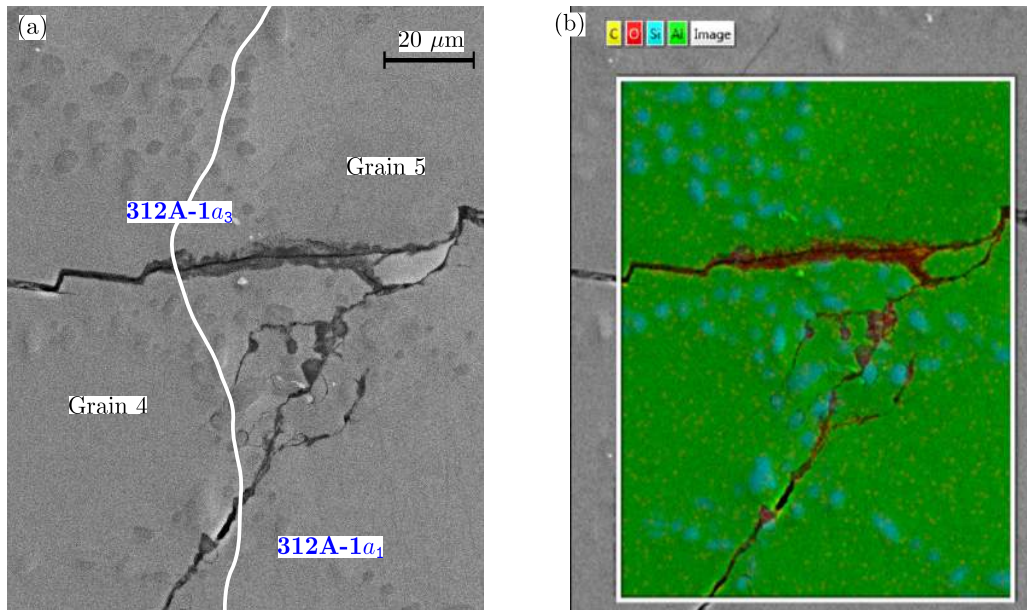 (a)
20 μm
Grain 5
312A-1a₃
Grain 4
312A-1a₁
(b)
C O Si Al Image